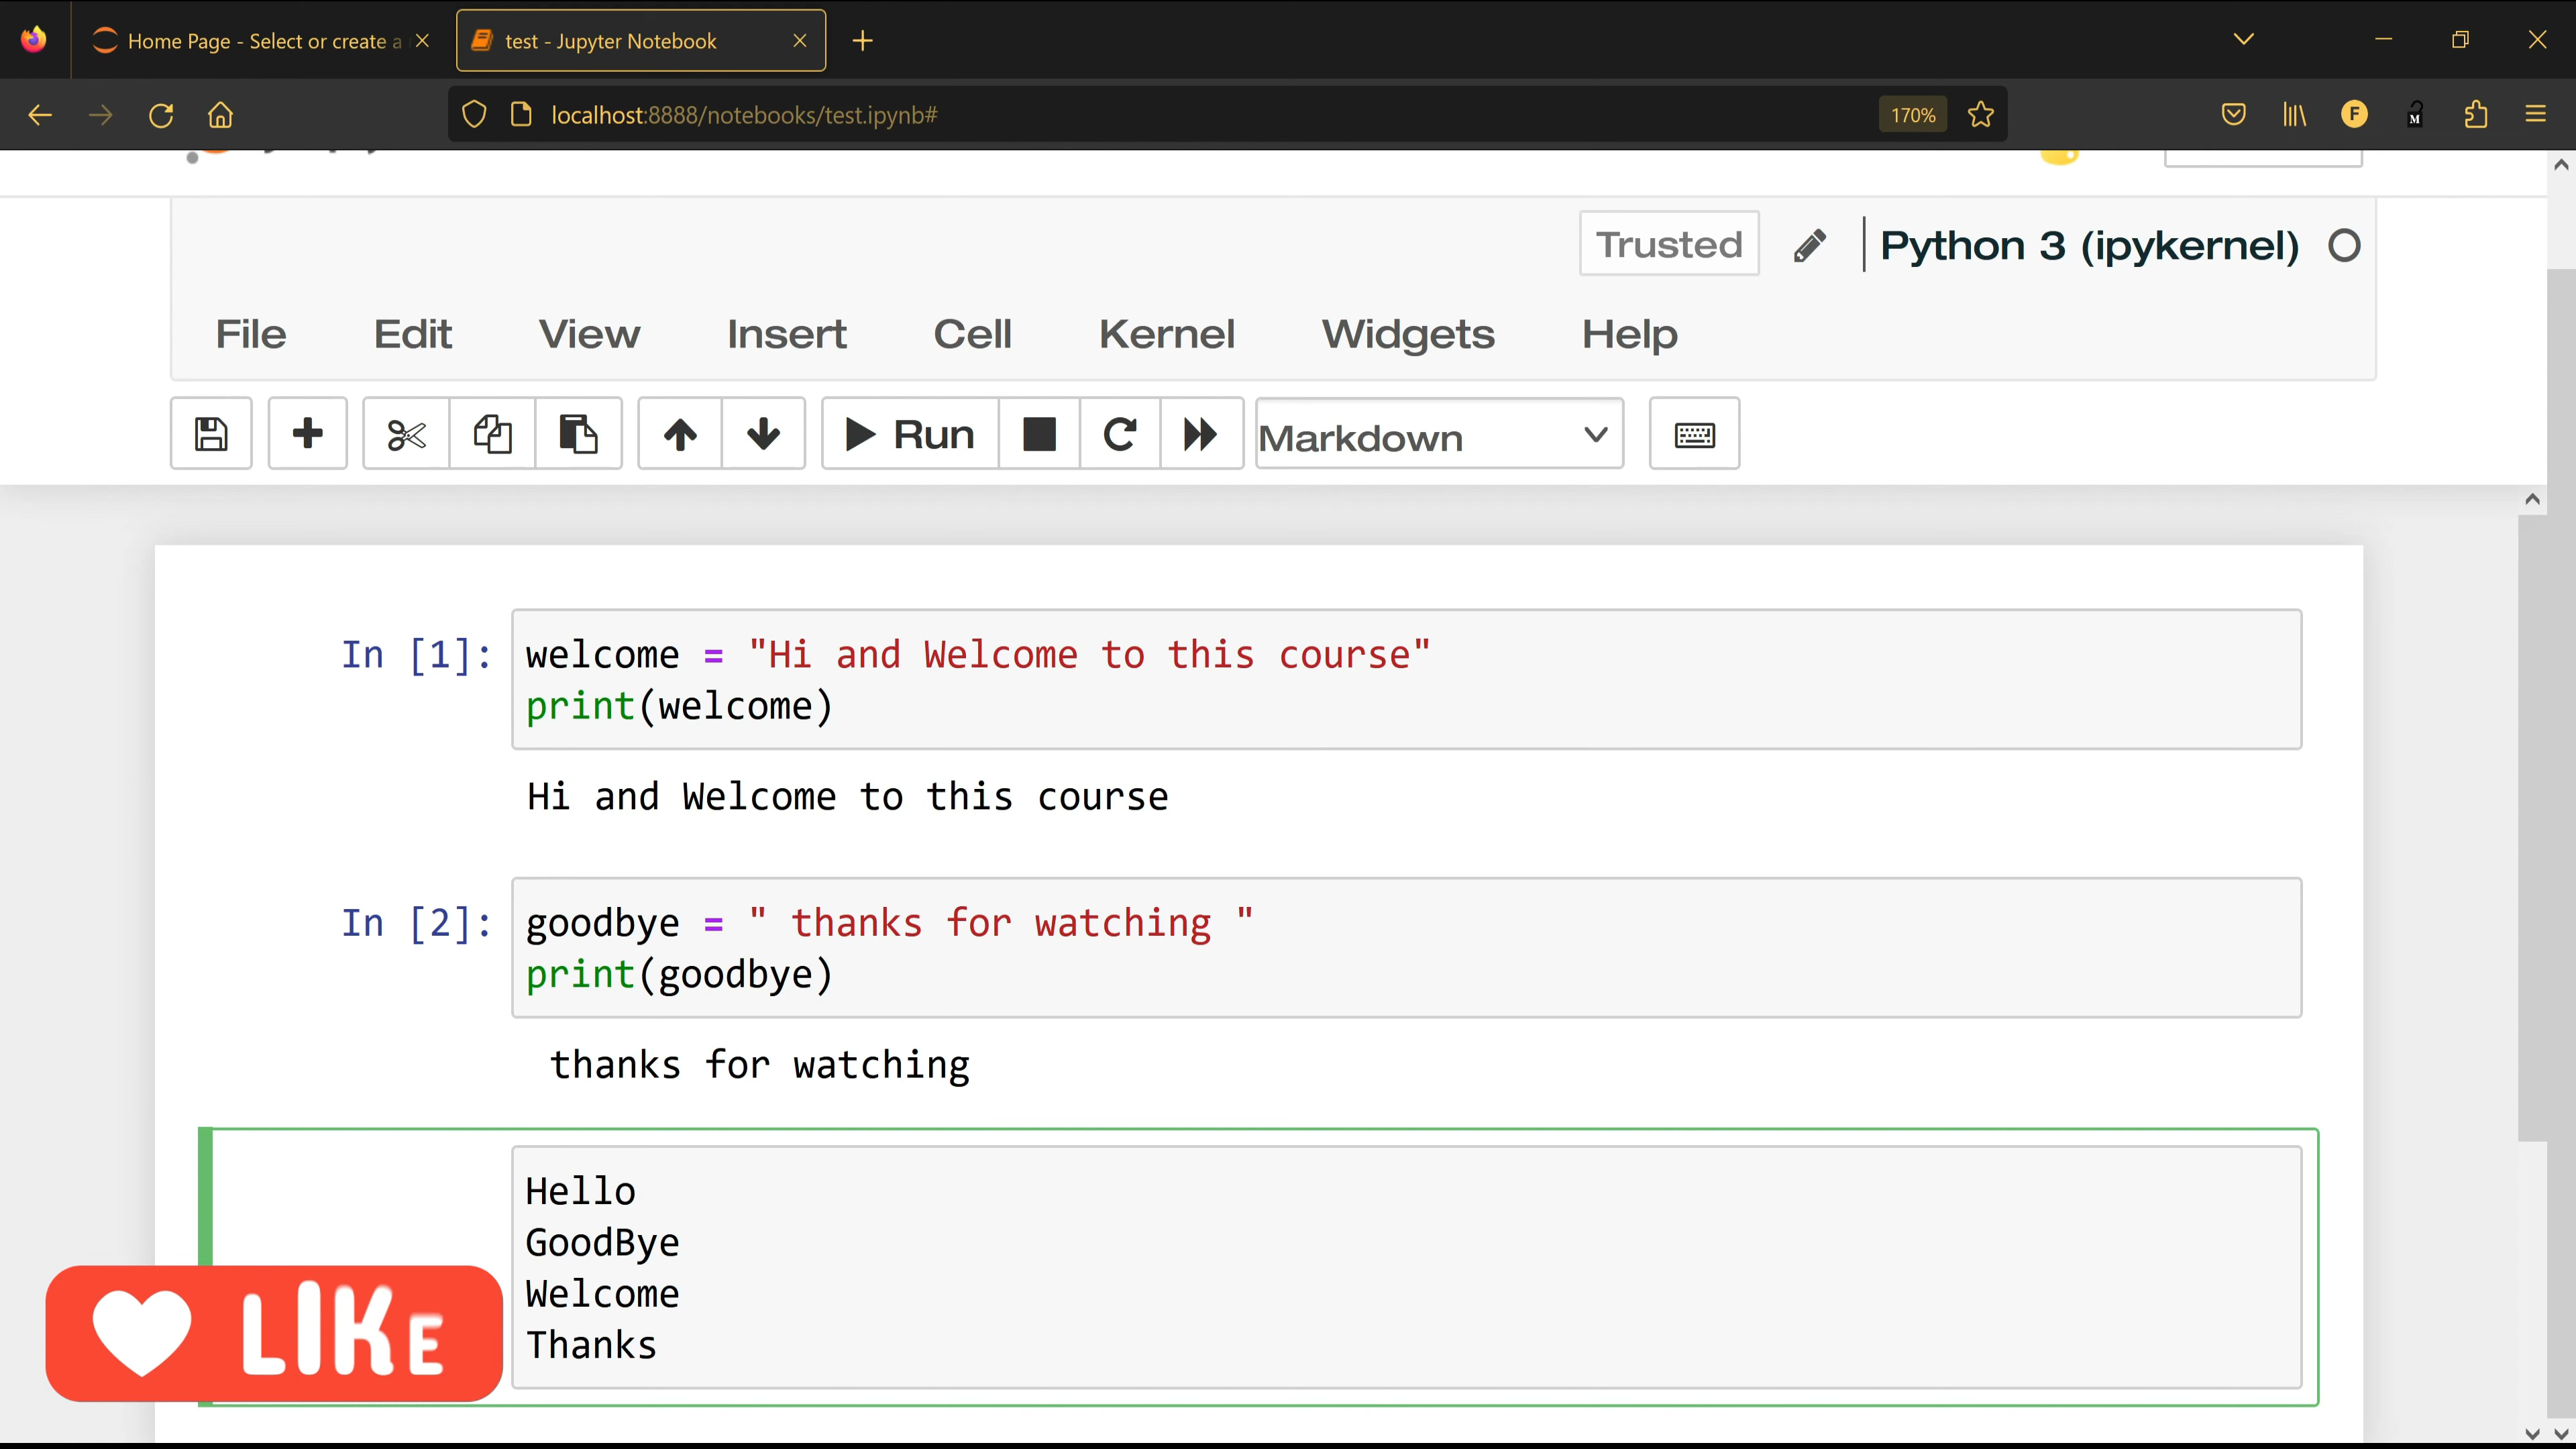 Home Page - Select or create a
test - Jupyter Notebook
localhost:8888/notebooks/test.ipynb#
170%
F
M
Trusted
Python 3 (ipykernel)
File Edit View Insert Cell Kernel Widgets Help
Run
Markdown
In [1]: welcome = "Hi and Welcome to this course"
print(welcome)
Hi and Welcome to this course
In [2]: goodbye = " thanks for watching "
print(goodbye)
thanks for watching
Hello
GoodBye
Welcome
Thanks
LIKE